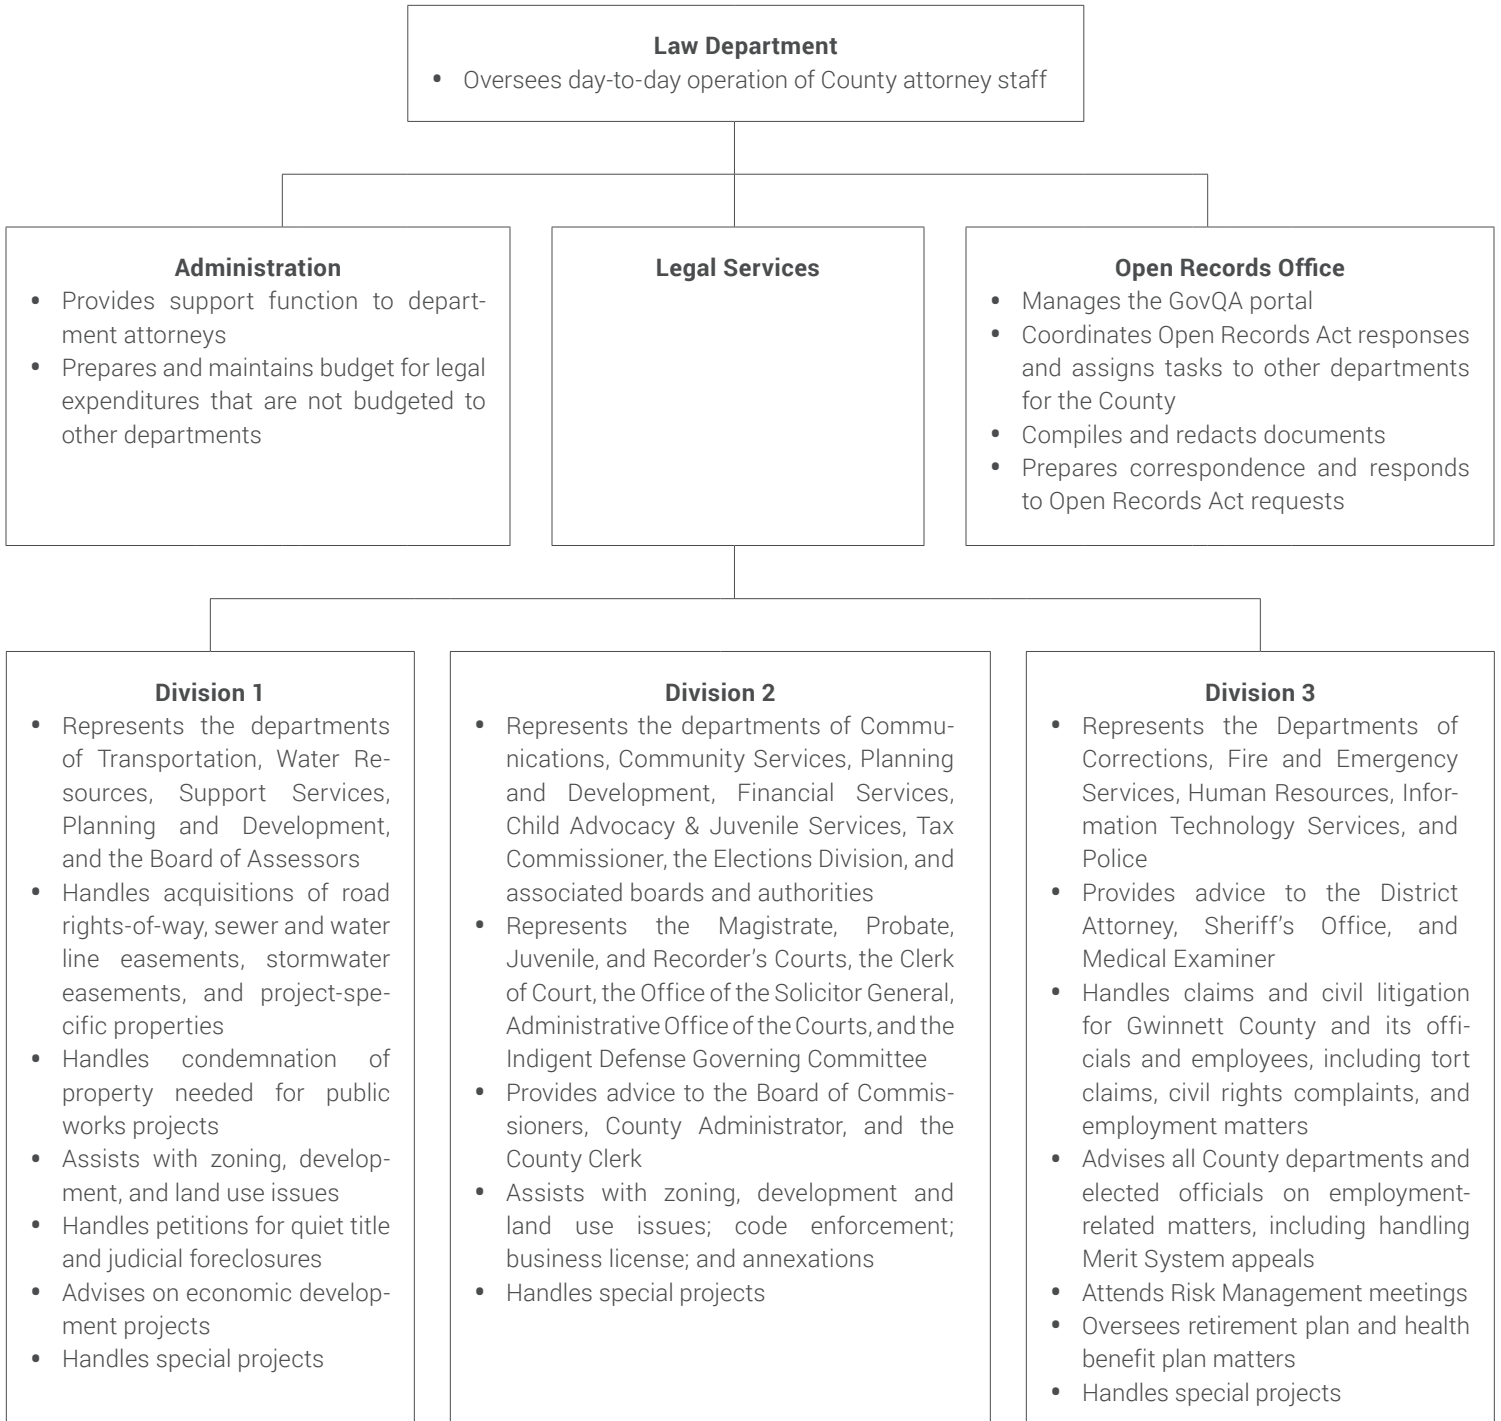 Law Department
• Oversees day-to-day operation of County attorney staff
Administration
• Provides support function to depart-
ment attorneys
• Prepares and maintains budget for legal
expenditures that are not budgeted to
other departments
Legal Services
Open Records Office
• Manages the GovQA portal
• Coordinates Open Records Act responses
and assigns tasks to other departments
for the County
• Compiles and redacts documents
• Prepares correspondence and responds
to Open Records Act requests
Division 1
• Represents the departments
of Transportation, Water Re-
sources, Support Services,
Planning and Development,
and the Board of Assessors
• Handles acquisitions of road
rights-of-way, sewer and water
line easements, stormwater
easements, and project-spe-
cific properties
• Handles condemnation of
property needed for public
works projects
• Assists with zoning, develop-
ment, and land use issues
• Handles petitions for quiet title
and judicial foreclosures
• Advises on economic develop-
ment projects
• Handles special projects
Division 2
• Represents the departments of Commu-
nications, Community Services, Planning
and Development, Financial Services,
Child Advocacy & Juvenile Services, Tax
Commissioner, the Elections Division, and
associated boards and authorities
• Represents the Magistrate, Probate,
Juvenile, and Recorder's Courts, the Clerk
of Court, the Office of the Solicitor General,
Administrative Office of the Courts, and the
Indigent Defense Governing Committee
• Provides advice to the Board of Commis-
sioners, County Administrator, and the
County Clerk
• Assists with zoning, development and
land use issues; code enforcement;
business license; and annexations
• Handles special projects
Division 3
• Represents the Departments of
Corrections, Fire and Emergency
Services, Human Resources, Infor-
mation Technology Services, and
Police
• Provides advice to the District
Attorney, Sheriff's Office, and
Medical Examiner
• Handles claims and civil litigation
for Gwinnett County and its offi-
cials and employees, including tort
claims, civil rights complaints, and
employment matters
• Advises all County departments and
elected officials on employment-
related matters, including handling
Merit System appeals
• Attends Risk Management meetings
• Oversees retirement plan and health
benefit plan matters
• Handles special projects